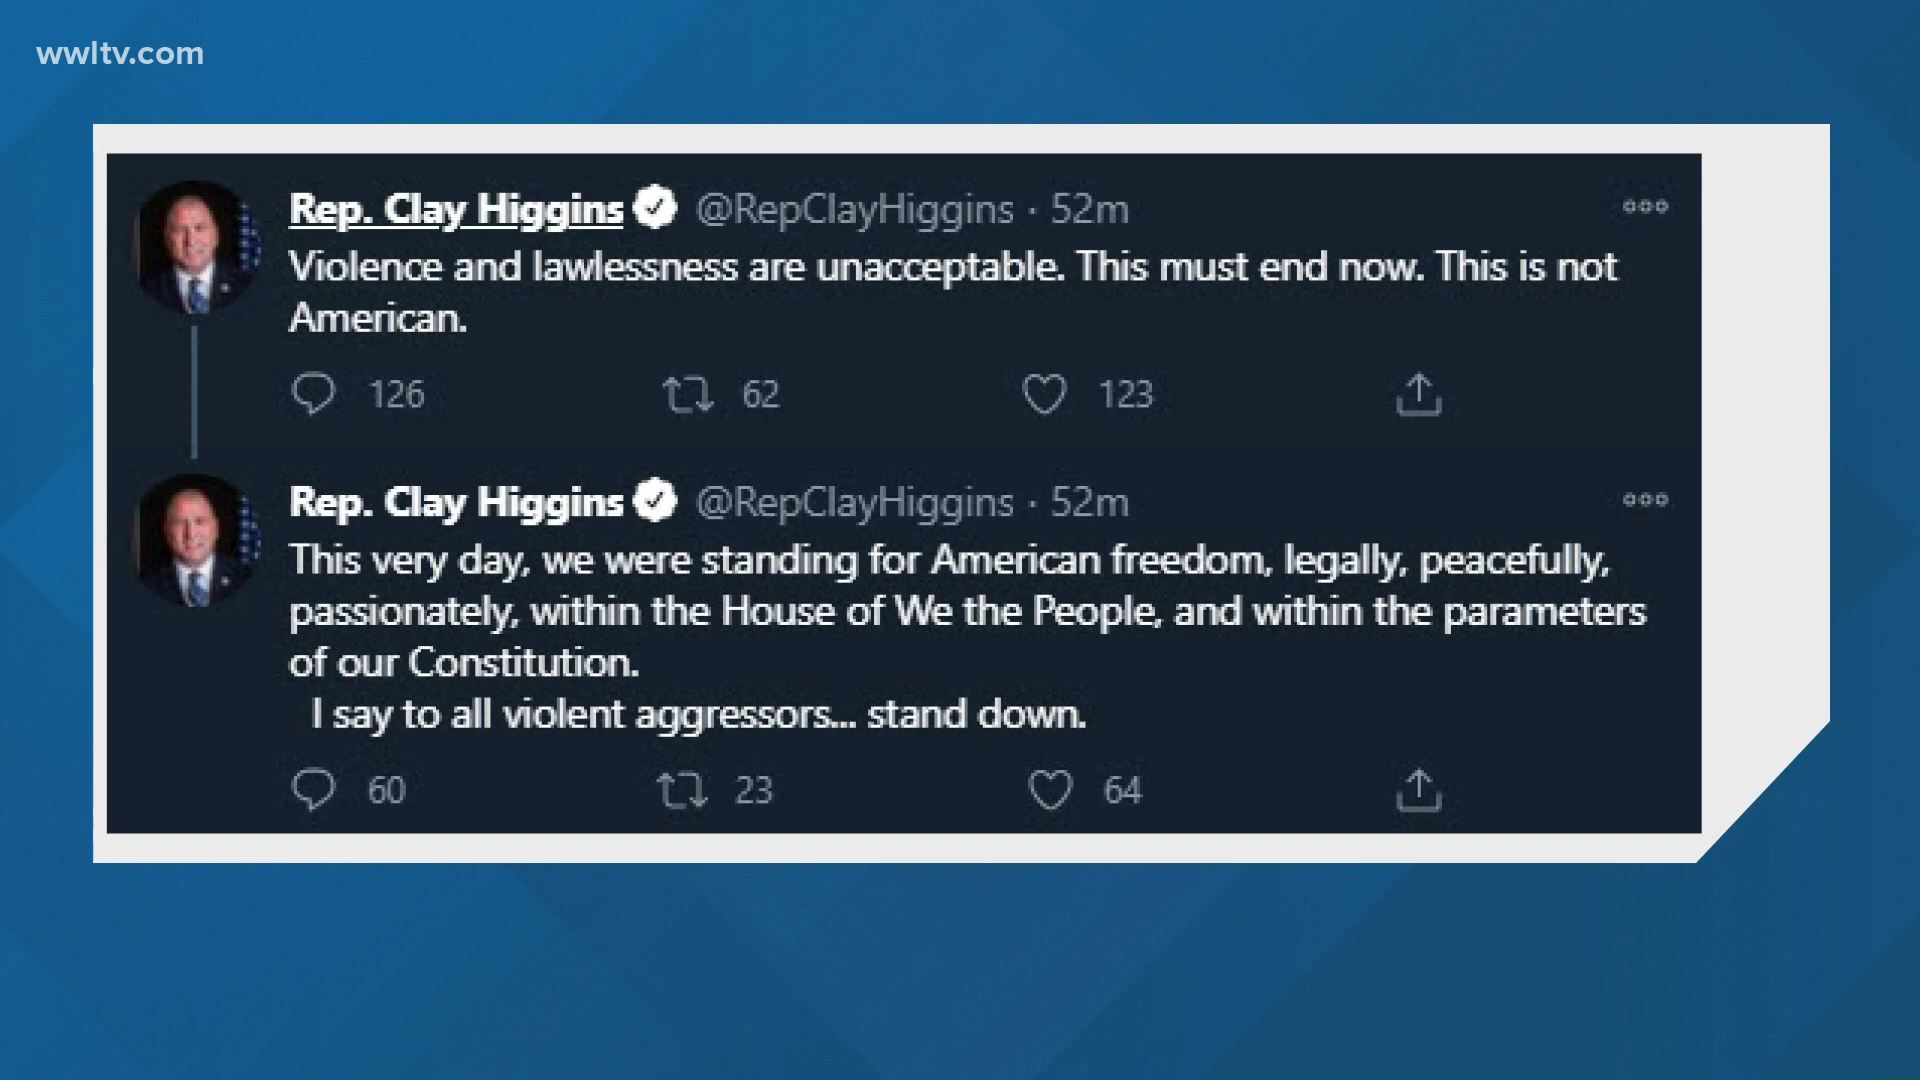 wwltv.com
Rep. Clay Higgins @RepClayHiggins · 52m
Violence and lawlessness are unacceptable. This must end now. This is not
American.
126 62 123
Rep. Clay Higgins @RepClayHiggins · 52m
This very day, we were standing for American freedom, legally, peacefully,
passionately, within the House of We the People, and within the parameters
of our Constitution.
I say to all violent aggressors... stand down.
60 23 64